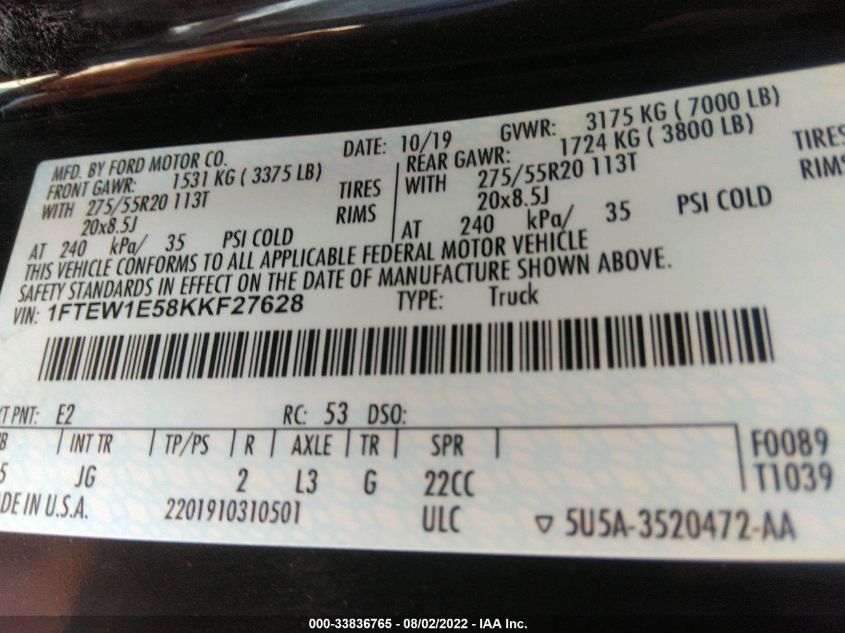 MFD. BY FORD MOTOR CO.
DATE: 10/19 GVWR: 3175 KG ( 7000 LB)
FRONT GAWR: 1531 KG ( 3375 LB)
REAR GAWR: 1724 KG ( 3800 LB)
WITH 275/55R20 113T TIRES
WITH 275/55R20 113T TIRES
20x8.5J RIMS
20x8.5J RIMS
AT 240 kPa/ 35 PSI COLD
AT 240 kPa/ 35 PSI COLD
THIS VEHICLE CONFORMS TO ALL APPLICABLE FEDERAL MOTOR VEHICLE
SAFETY STANDARDS IN EFFECT ON THE DATE OF MANUFACTURE SHOWN ABOVE.
VIN: 1FTEW1E58KKF27628 TYPE: Truck
T PNT: E2 RC: 53 DSO:
B INT TR TP/PS R AXLE TR SPR
5 JG 2 L3 G 22CC
F0089
T1039
DE IN U.S.A. 2201910310501 ULC ▽ 5U5A-3520472-AA
000-33836765 - 08/02/2022 - IAA Inc.